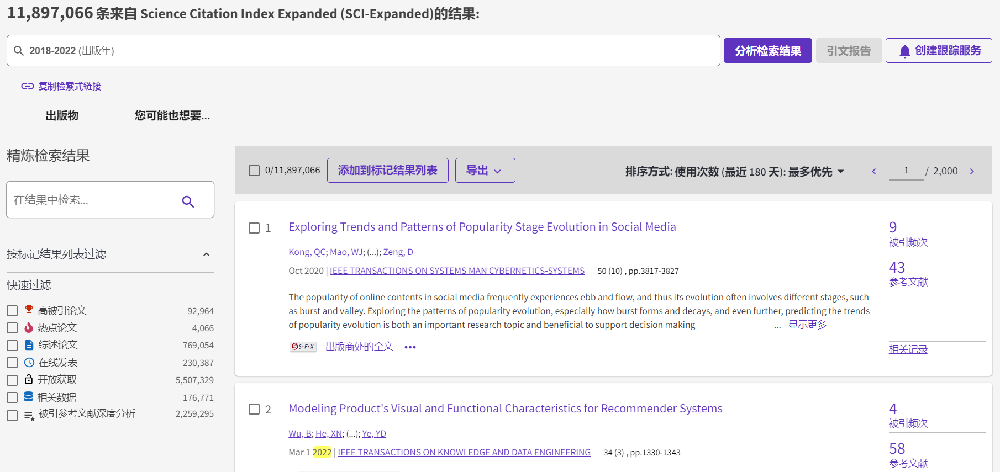 11,897,066 条来自 Science Citation Index Expanded (SCI-Expanded)的结果:
2018-2022 (出版年)
分析检索结果
引文报告
创建跟踪服务
复制检索式链接
出版物
您可能也想要...
精炼检索结果
在结果中检索...
按标记结果列表过滤
快速过滤
高被引论文 92,964
热点论文 4,066
综述论文 769,054
在线发表 230,387
开放获取 5,507,329
相关数据 176,771
被引参考文献深度分析 2,259,295
0/11,897,066
添加到标记结果列表
导出
排序方式: 使用次数 (最近 180 天): 最多优先
1 / 2,000
1
Exploring Trends and Patterns of Popularity Stage Evolution in Social Media
Kong, QC; Mao, WJ; (...); Zeng, D
Oct 2020 | IEEE TRANSACTIONS ON SYSTEMS MAN CYBERNETICS-SYSTEMS 50 (10) , pp.3817-3827
The popularity of online contents in social media frequently experiences ebb and flow, and thus its evolution often involves different stages, such
as burst and valley. Exploring the patterns of popularity evolution, especially how burst forms and decays, and even further, predicting the trends
of popularity evolution is both an important research topic and beneficial to support decision making ... 显示更多
S·F·X 出版商处的全文 •••
9
被引频次
43
参考文献
相关记录
2
Modeling Product's Visual and Functional Characteristics for Recommender Systems
Wu, B; He, XN; (...); Ye, YD
Mar 1 2022 | IEEE TRANSACTIONS ON KNOWLEDGE AND DATA ENGINEERING 34 (3) , pp.1330-1343
4
被引频次
58
参考文献